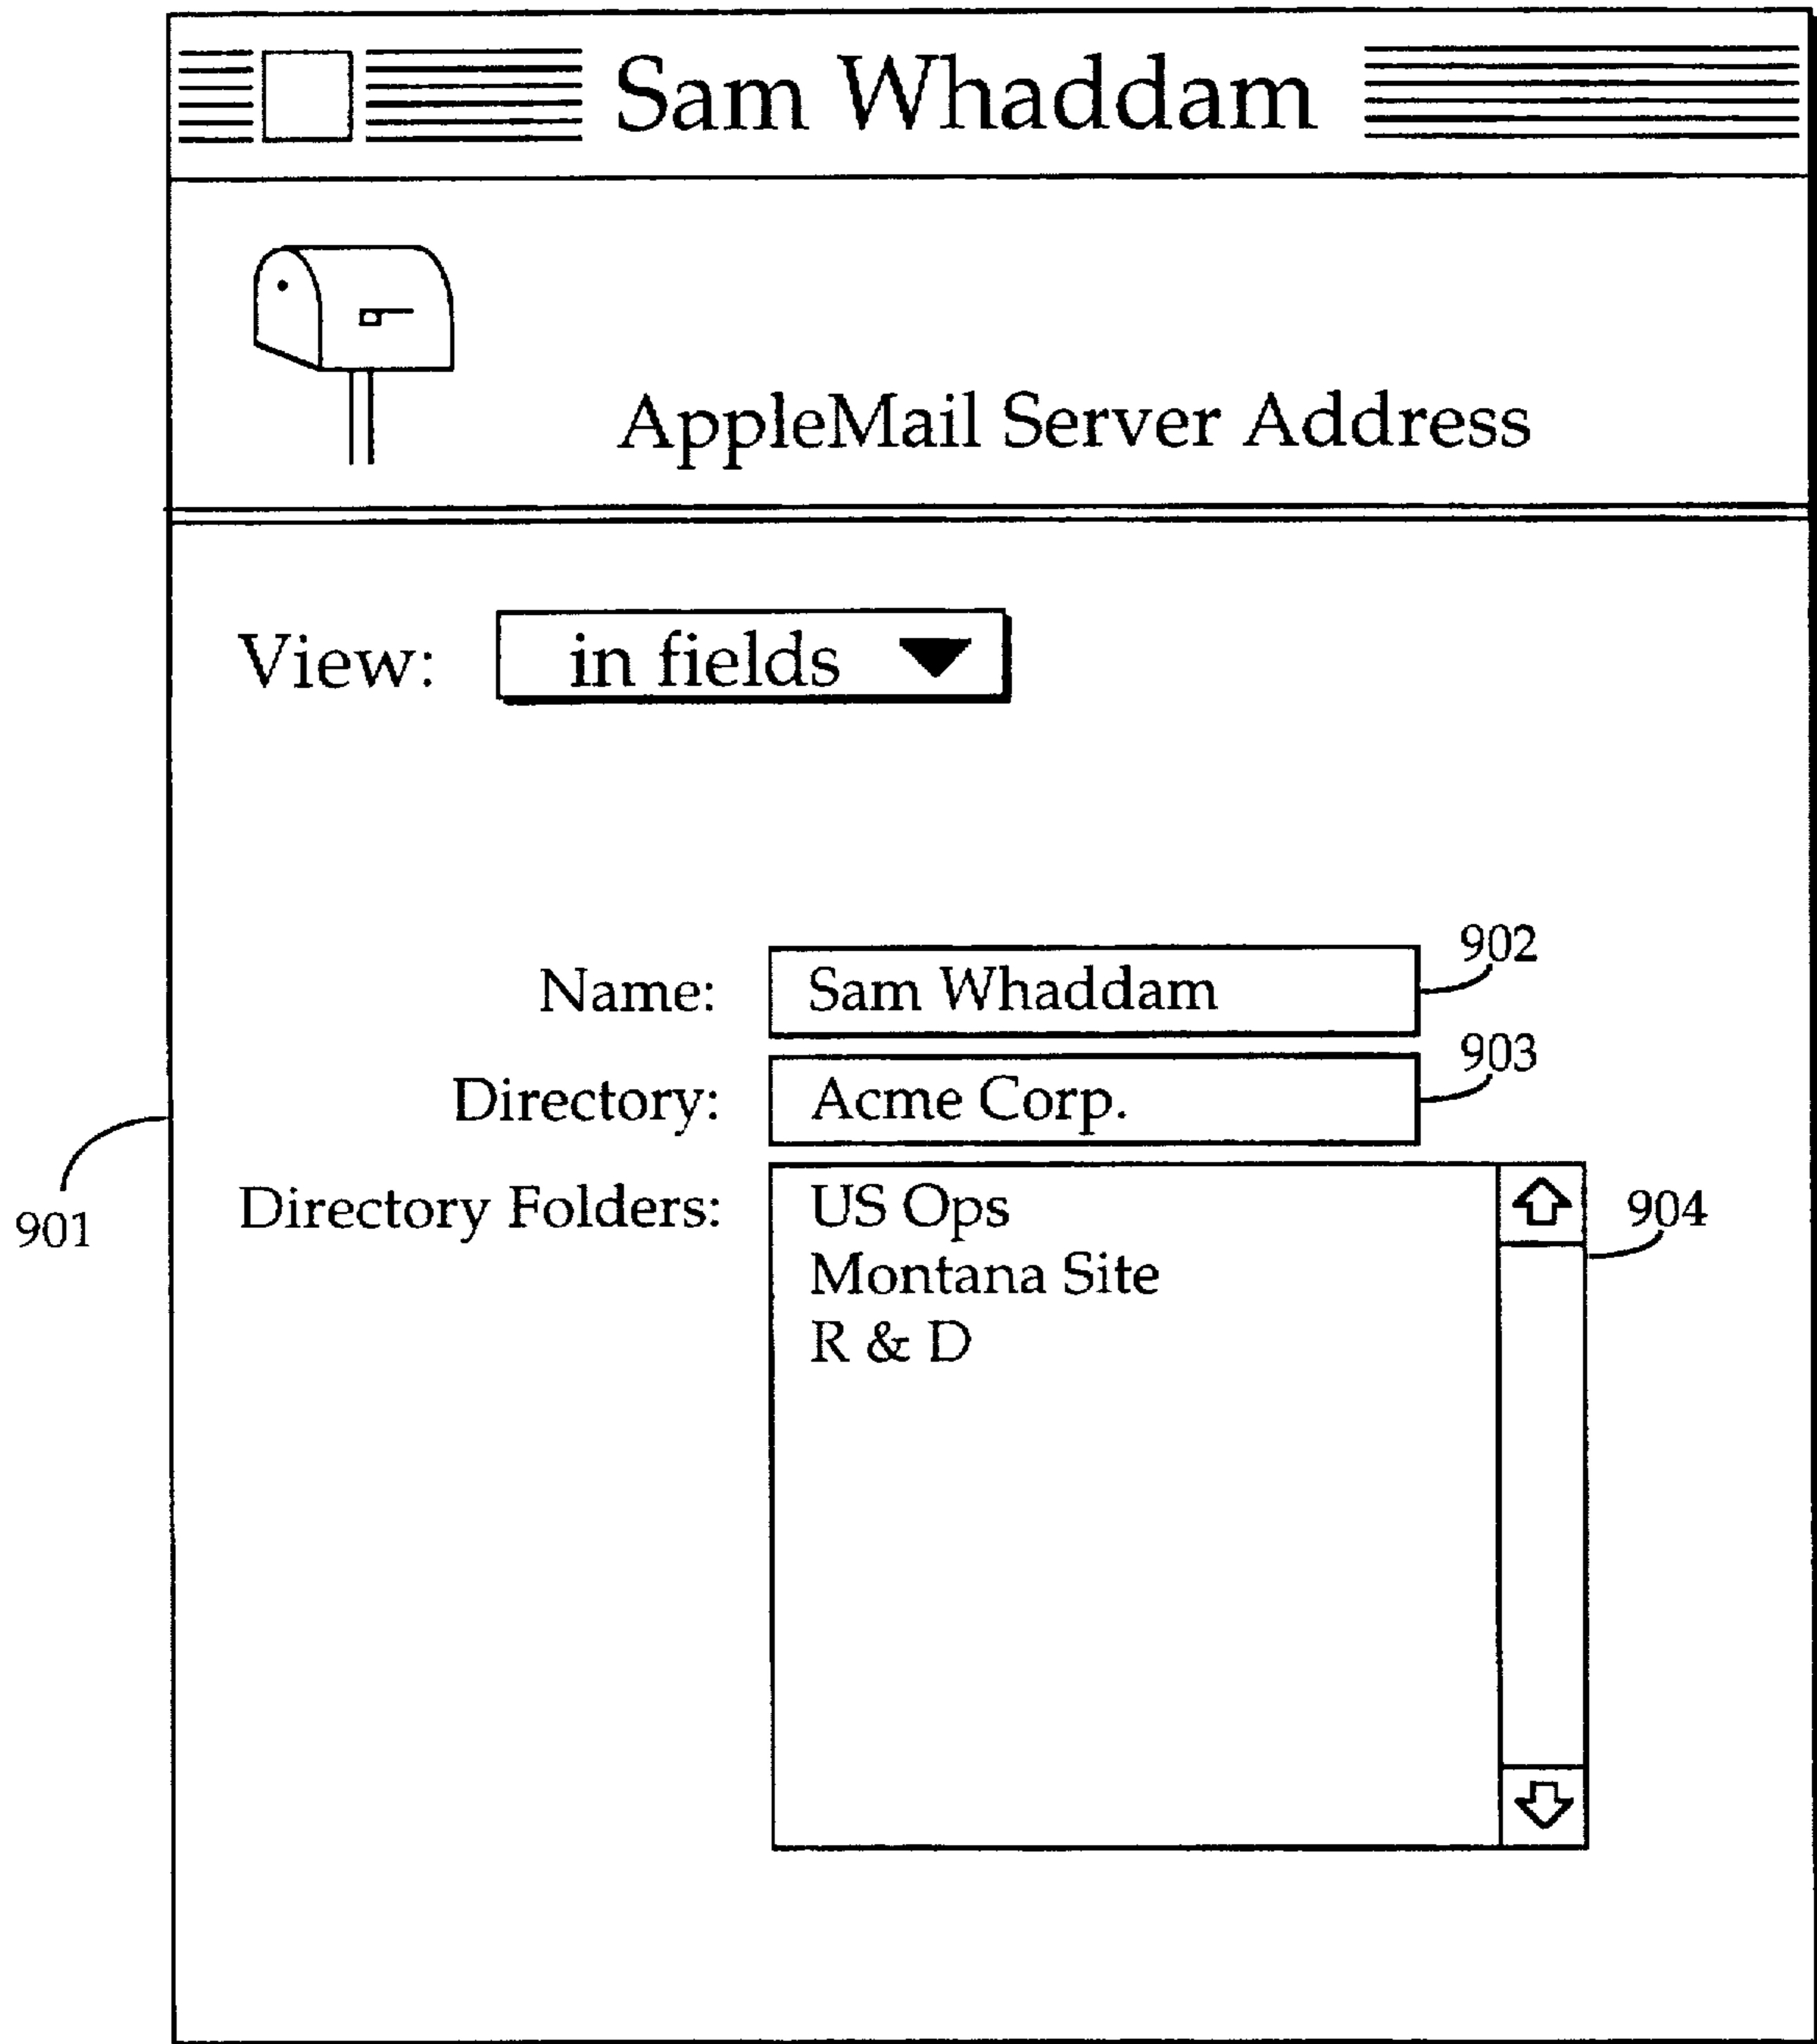 Sam Whaddam
AppleMail Server Address
View: in fields
Name: Sam Whaddam 902
Directory: Acme Corp. 903
Directory Folders: US Ops 904
Montana Site
R & D
901